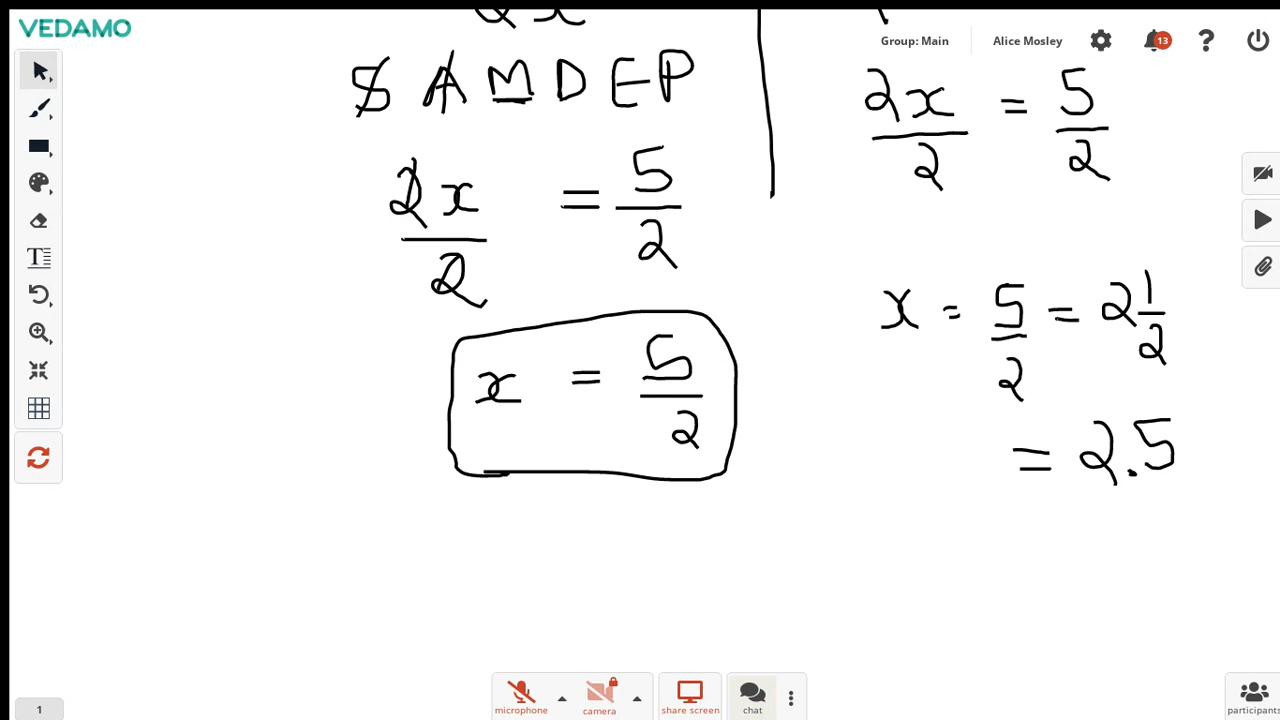 VEDAMO
Group: Main
Alice Mosley
13
S A M D E P
2x/2 = 5/2
x = 5/2
2x/2 = 5/2
x = 5/2 = 2 1/2
= 2.5
1
microphone
camera
share screen
chat
participants